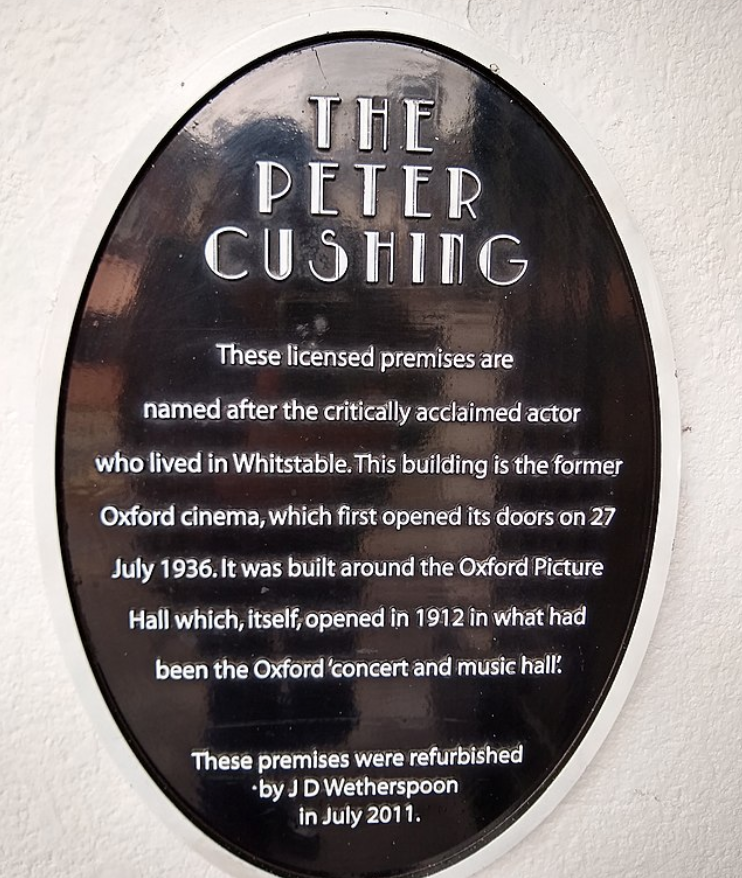 THE
PETER
CUSHING
These licensed premises are
named after the critically acclaimed actor
who lived in Whitstable. This building is the former
Oxford cinema, which first opened its doors on 27
July 1936. It was built around the Oxford Picture
Hall which, itself, opened in 1912 in what had
been the Oxford 'concert and music hall'.
These premises were refurbished
by J D Wetherspoon
in July 2011.